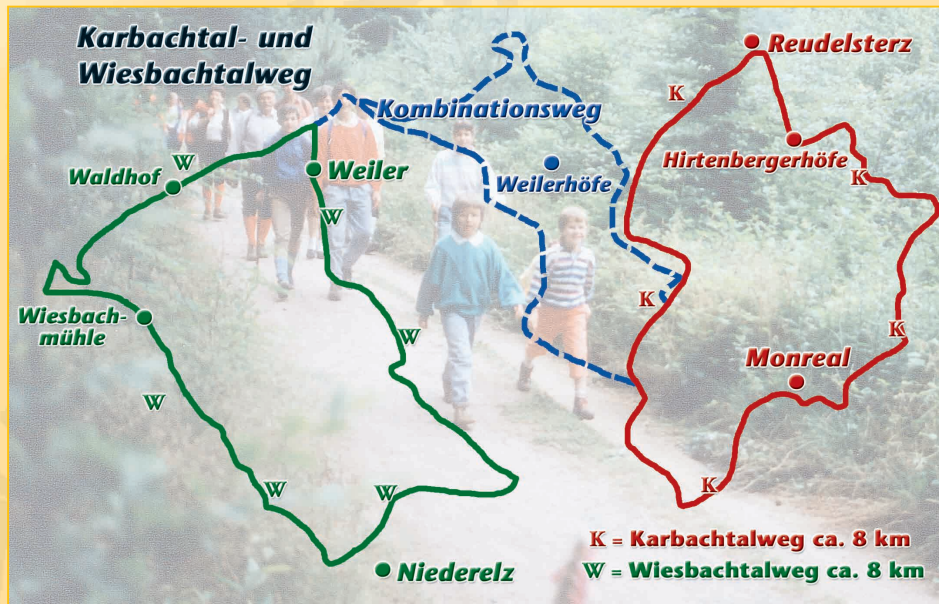 Karbachtal- und
Wiesbachtalweg
Reudelsterz
K
Kombinationsweg
Hirtenbergerhöfe
W
Waldhof
Weiler
Weilerhöfe
K
W
K
Wiesbach-
mühle
W
K
Monreal
W
W
W
K
K = Karbachtalweg ca. 8 km
Niederelz
W = Wiesbachtalweg ca. 8 km